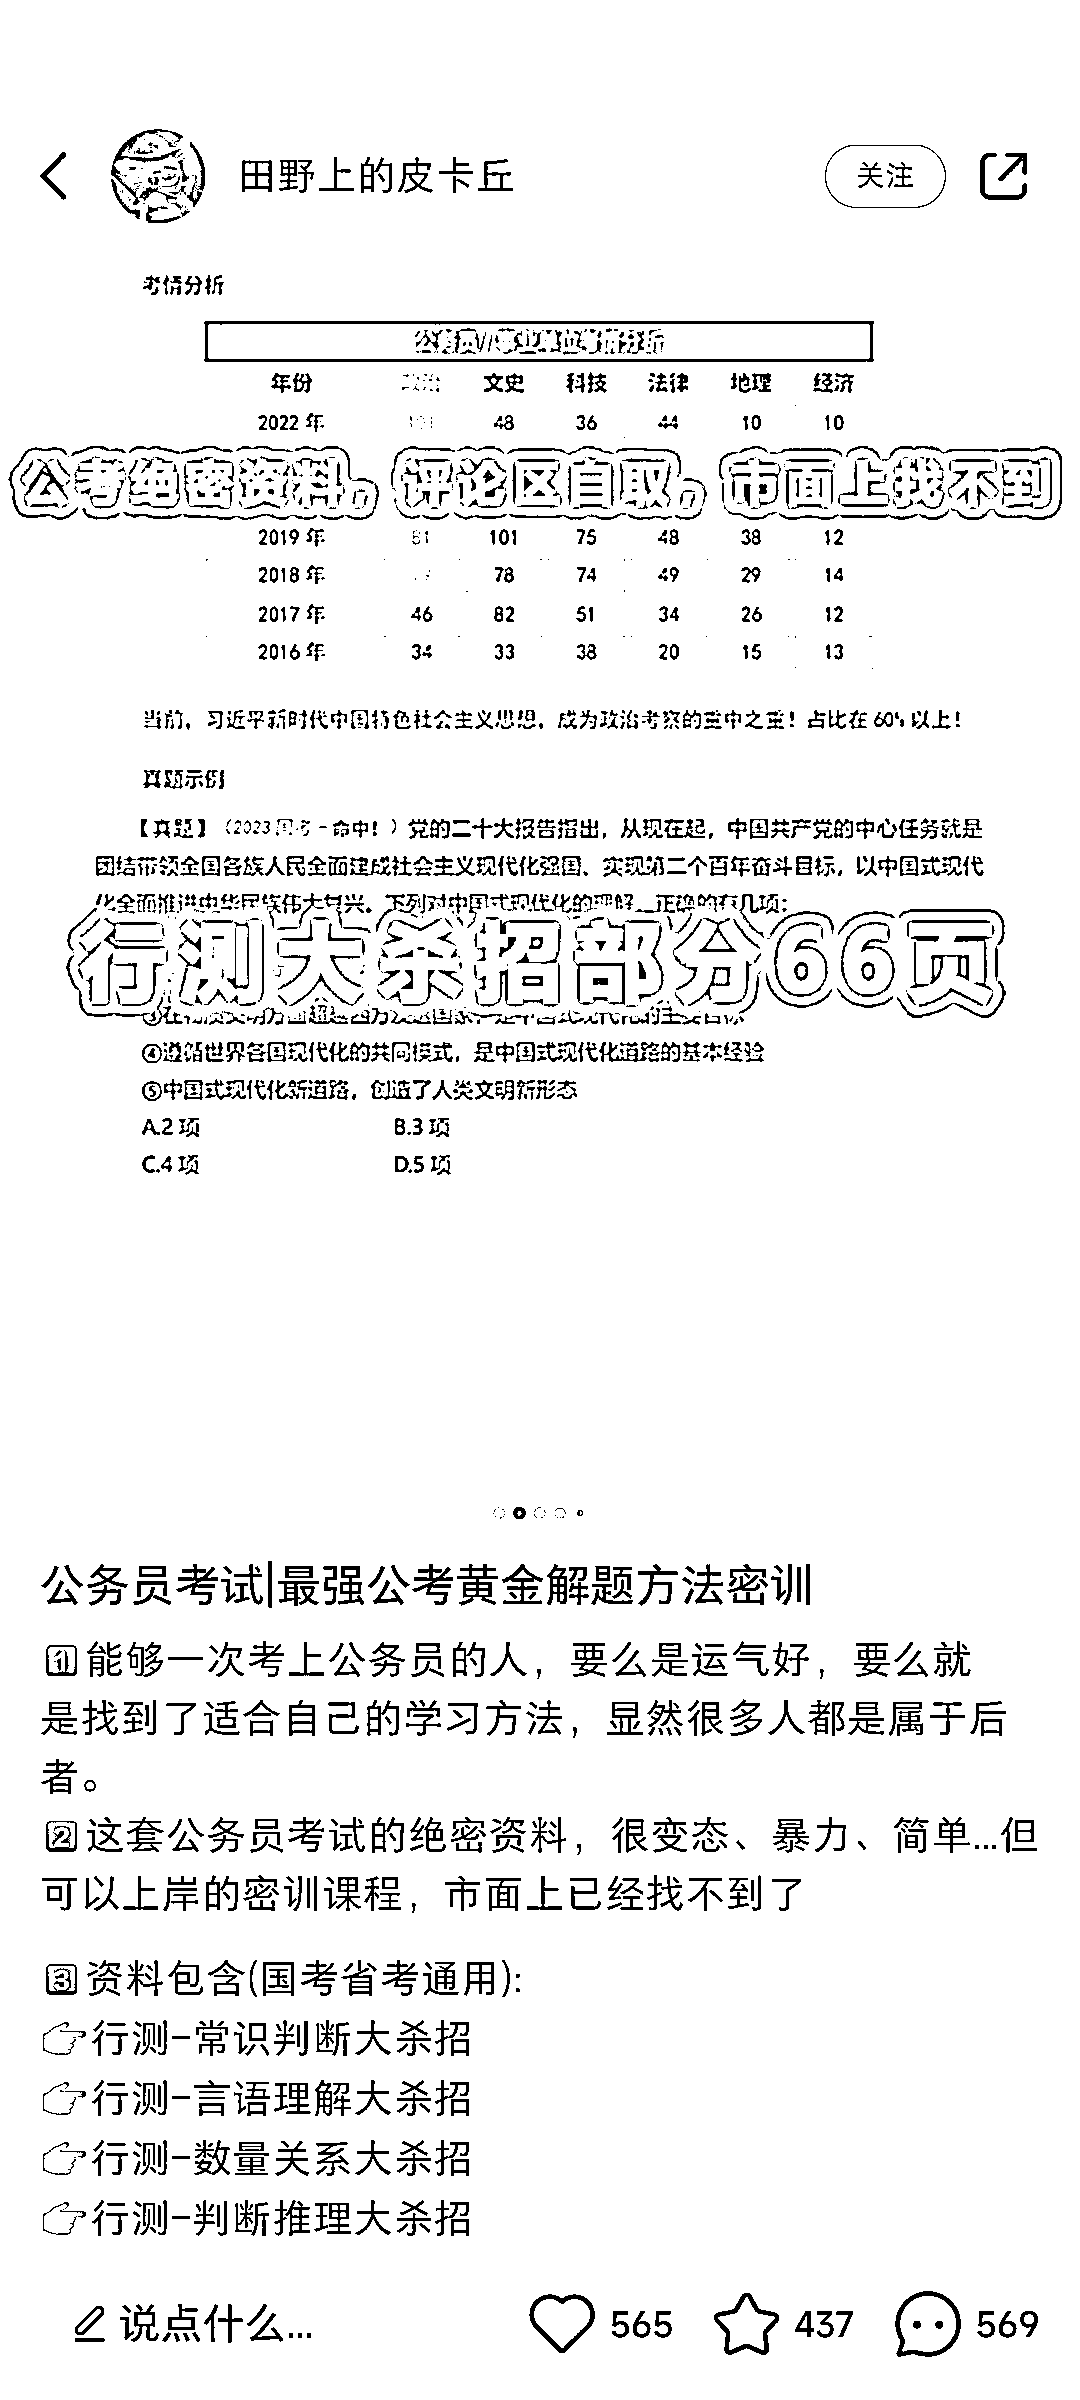 田野上的皮卡丘
关注
考情分析
公务员//事业单位考情分析
年份 政治 文史 科技 法律 地理 经济
2022 年 48 36 44 10 10
公考绝密资料。评论区自取。市面上找不到
2019 年 81 101 75 48 38 12
2018 年 78 74 49 29 14
2017 年 46 82 51 34 26 12
2016 年 34 33 38 20 15 13
当前，习近平新时代中国特色社会主义思想，成为政治考察的重中之重！占比在 60% 以上！
真题示例
【真题】（2023 国考－命中！）党的二十大报告指出，从现在起，中国共产党的中心任务就是
团结带领全国各族人民全面建成社会主义现代化强国、实现第二个百年奋斗目标，以中国式现代
化全面推进中华民族伟大复兴。下列对中国式现代化的理解，正确的有几项：
行测大杀招部分66页
④遵循世界各国现代化的共同模式，是中国式现代化道路的基本经验
⑤中国式现代化新道路，创造了人类文明新形态
A.2 项 B.3 项
C.4 项 D.5 项
公务员考试|最强公考黄金解题方法密训
1️⃣能够一次考上公务员的人，要么是运气好，要么就
是找到了适合自己的学习方法，显然很多人都是属于后
者。
2️⃣这套公务员考试的绝密资料，很变态、暴力、简单...但
可以上岸的密训课程，市面上已经找不到了
3️⃣资料包含(国考省考通用):
👉行测-常识判断大杀招
👉行测-言语理解大杀招
👉行测-数量关系大杀招
👉行测-判断推理大杀招
说点什么... 565 437 569